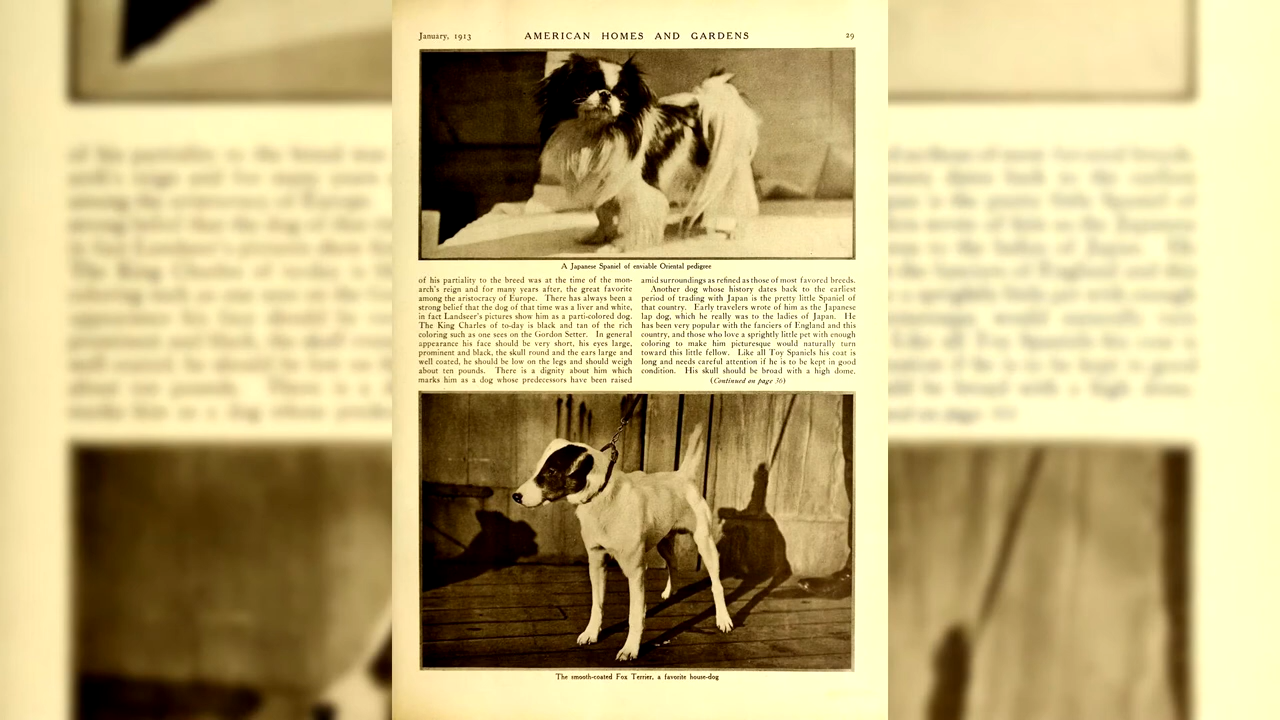 January, 1913 AMERICAN HOMES AND GARDENS 29
A Japanese Spaniel of enviable Oriental pedigree
of his partiality to the breed was at the time of the mon-
arch's reign and for many years after, the great favorite
among the aristocracy of Europe. There has always been a
strong belief that the dog of that time was a liver and white,
in fact Landseer's pictures show him as a parti-colored dog.
The King Charles of to-day is black and tan of the rich
coloring such as one sees on the Gordon Setter. In general
appearance his face should be very short, his eyes large,
prominent and black, the skull round and the ears large and
well coated, he should be low on the legs and should weigh
about ten pounds. There is a dignity about him which
marks him as a dog whose predecessors have been raised
amid surroundings as refined as those of most favored breeds.
Another dog whose history dates back to the earliest
period of trading with Japan is the pretty little Spaniel of
that country. Early travelers wrote of him as the Japanese
lap dog, which he really was to the ladies of Japan. He
has been very popular with the fanciers of England and this
country, and those who love a sprightly little pet with enough
coloring to make him picturesque would naturally turn
toward this little fellow. Like all Toy Spaniels his coat is
long and needs careful attention if he is to be kept in good
condition. His skull should be broad with a high dome,
(Continued on page 36)
The smooth-coated Fox Terrier, a favorite house-dog